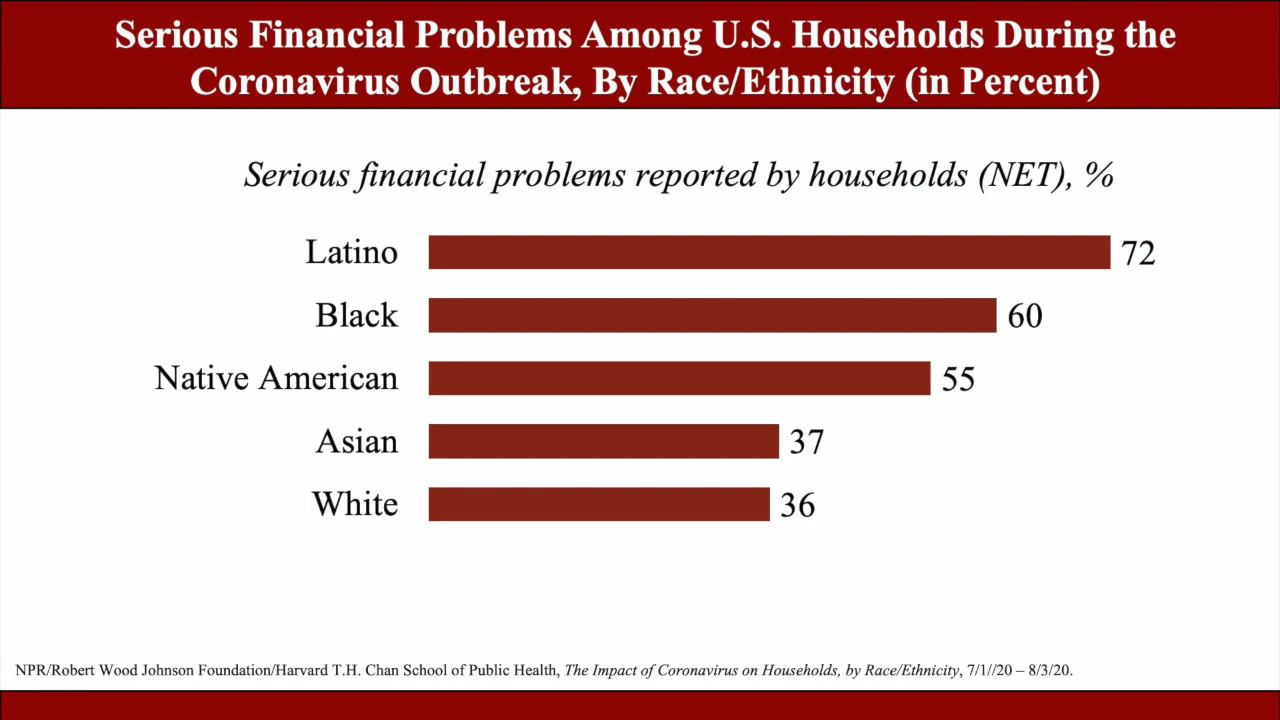 Serious Financial Problems Among U.S. Households During the
Coronavirus Outbreak, By Race/Ethnicity (in Percent)
Serious financial problems reported by households (NET), %
Latino 72
Black 60
Native American 55
Asian 37
White 36
NPR/Robert Wood Johnson Foundation/Harvard T.H. Chan School of Public Health, The Impact of Coronavirus on Households, by Race/Ethnicity, 7/1//20 – 8/3/20.